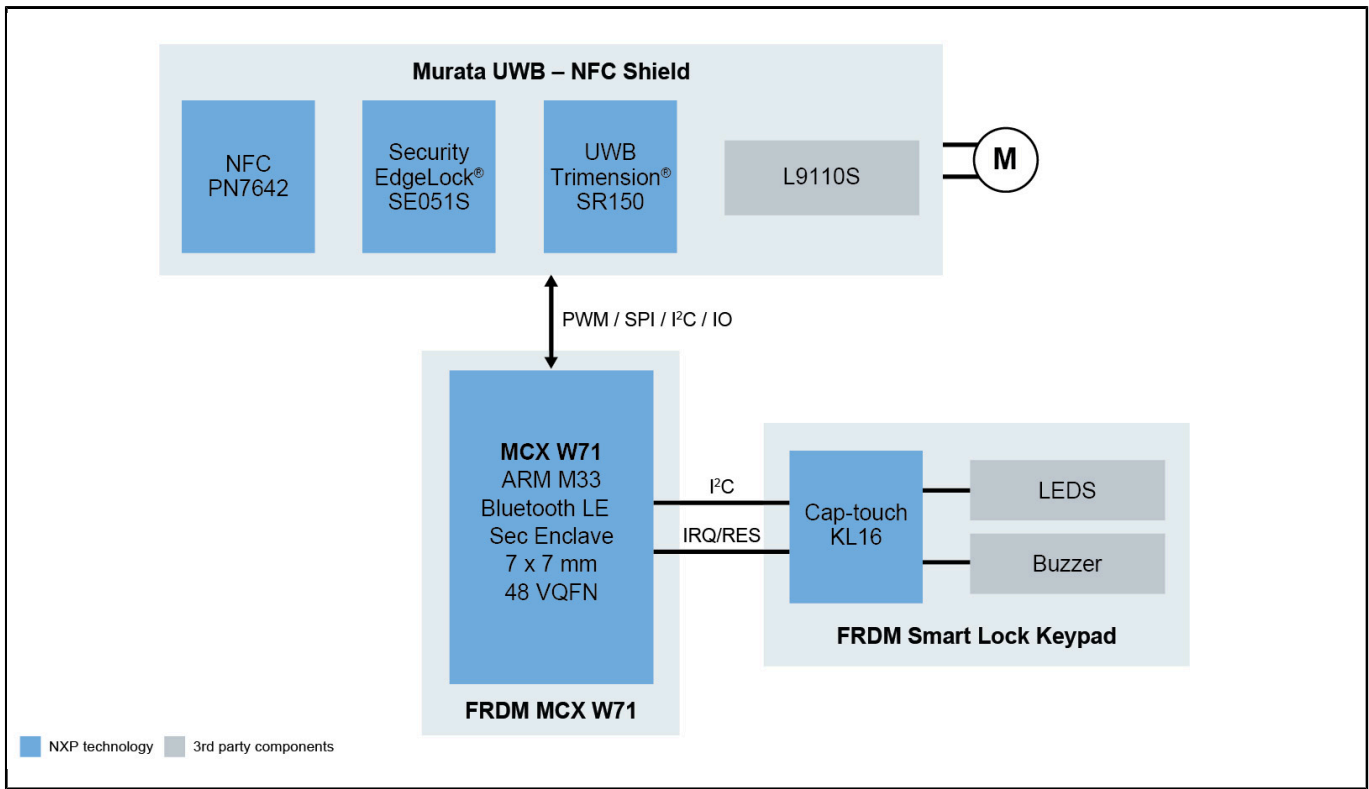 Murata UWB – NFC Shield
NFC
PN7642
Security
EdgeLock®
SE051S
UWB
Trimension®
SR150
L9110S
M
PWM / SPI / I²C / IO
MCX W71
ARM M33
Bluetooth LE
Sec Enclave
7 x 7 mm
48 VQFN
FRDM MCX W71
I²C
IRQ/RES
Cap-touch
KL16
LEDS
Buzzer
FRDM Smart Lock Keypad
NXP technology
3rd party components